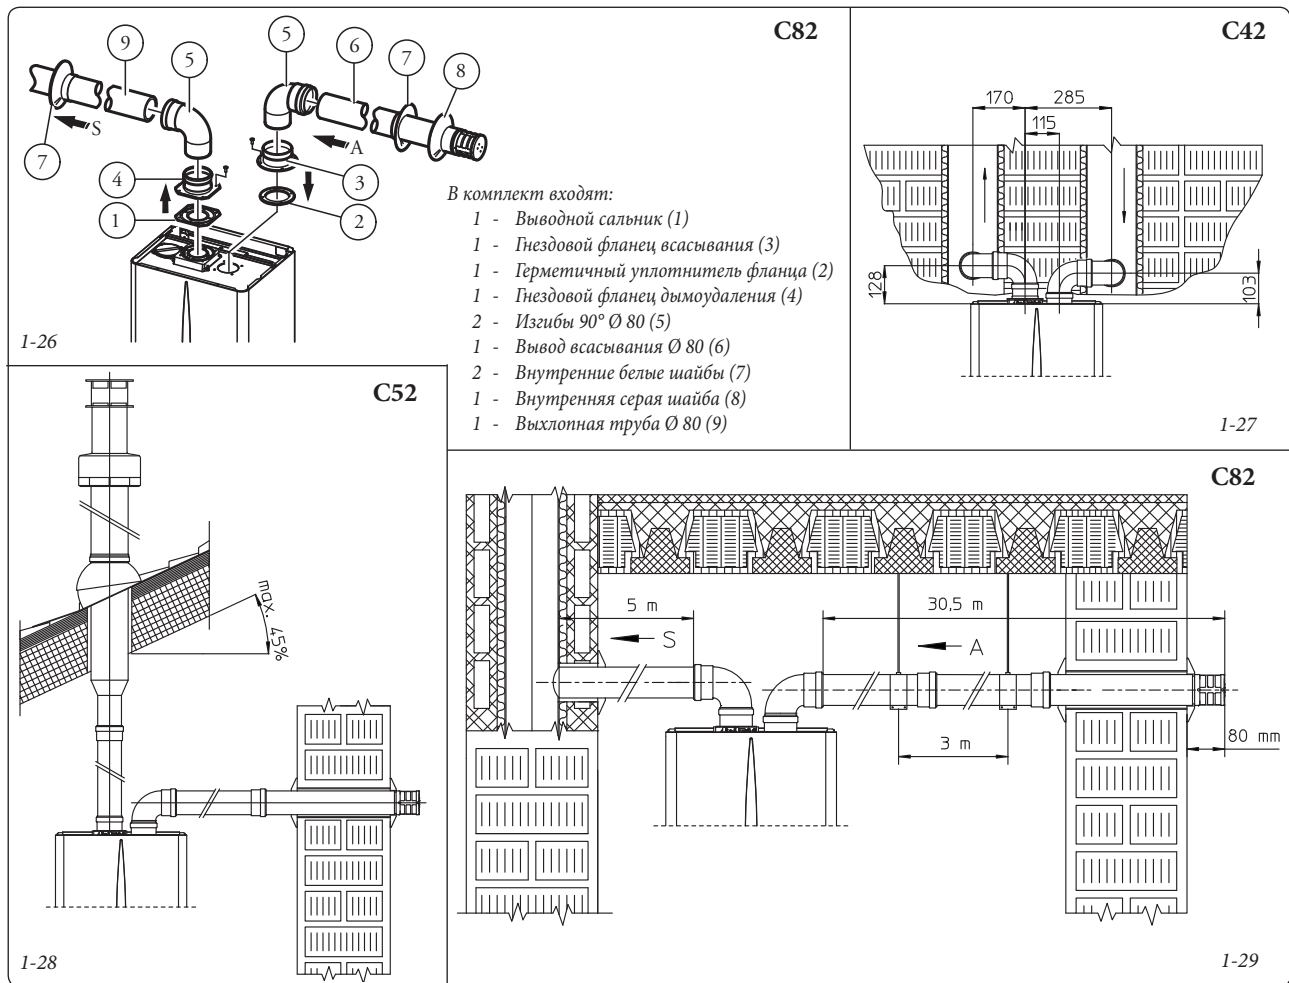 C82
9
5
5
6
7
8
S
A
7
4
3
1
2
1-26
В комплект входят:
1 - Выводной сальник (1)
1 - Гнездовой фланец всасывания (3)
1 - Герметичный уплотнитель фланца (2)
1 - Гнездовой фланец дымоудаления (4)
2 - Изгибы 90° Ø 80 (5)
1 - Вывод всасывания Ø 80 (6)
2 - Внутренние белые шайбы (7)
1 - Внутренняя серая шайба (8)
1 - Выхлопная труба Ø 80 (9)
C42
170
285
115
128
103
1-27
C52
max. 45%
1-28
C82
5 m
30,5 m
S
A
3 m
80 mm
1-29